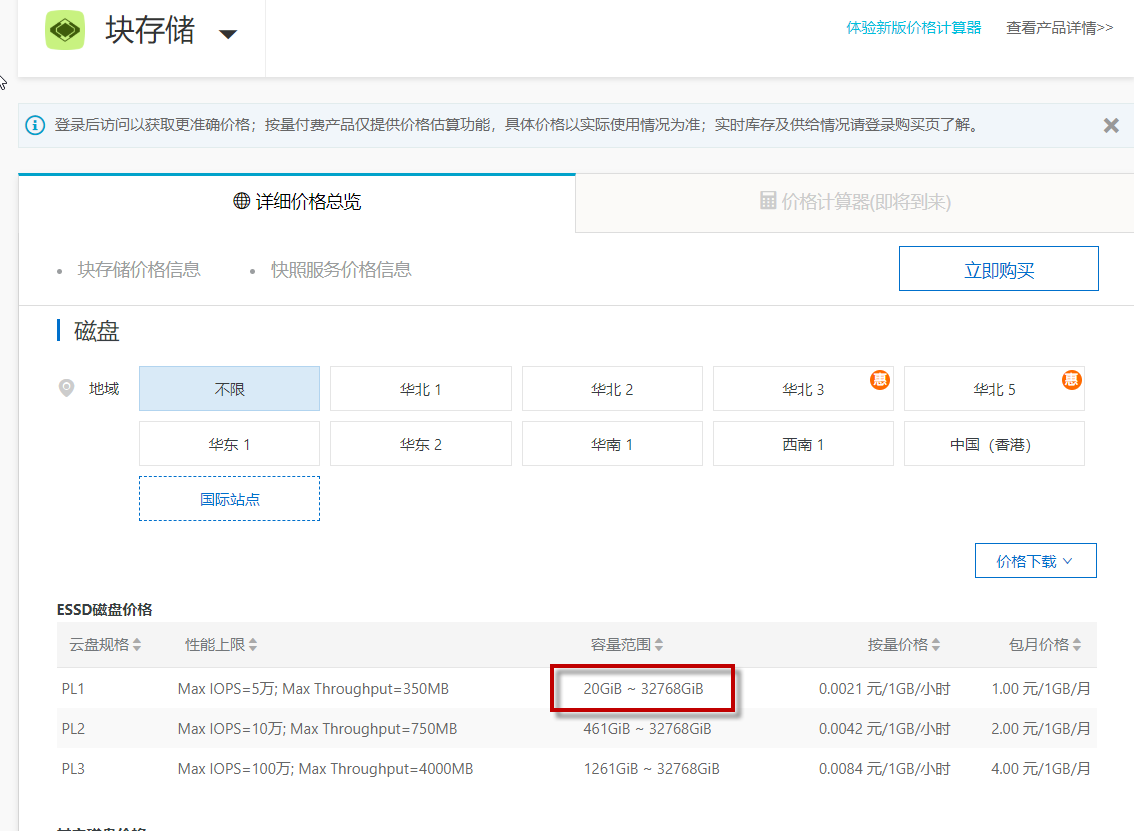 块存储
体验新版价格计算器 查看产品详情>>
登录后访问以获取更准确价格；按量付费产品仅提供价格估算功能，具体价格以实际使用情况为准；实时库存及供给情况请登录购买页了解。
详细价格总览 价格计算器(即将到来)
块存储价格信息 快照服务价格信息 立即购买
磁盘
地域 不限 华北 1 华北 2 华北 3 惠 华北 5 惠
华东 1 华东 2 华南 1 西南 1 中国（香港）
国际站点
价格下载
ESSD磁盘价格
云盘规格 性能上限 容量范围 按量价格 包月价格
PL1 Max IOPS=5万; Max Throughput=350MB 20GiB ~ 32768GiB 0.0021 元/1GB/小时 1.00 元/1GB/月
PL2 Max IOPS=10万; Max Throughput=750MB 461GiB ~ 32768GiB 0.0042 元/1GB/小时 2.00 元/1GB/月
PL3 Max IOPS=100万; Max Throughput=4000MB 1261GiB ~ 32768GiB 0.0084 元/1GB/小时 4.00 元/1GB/月